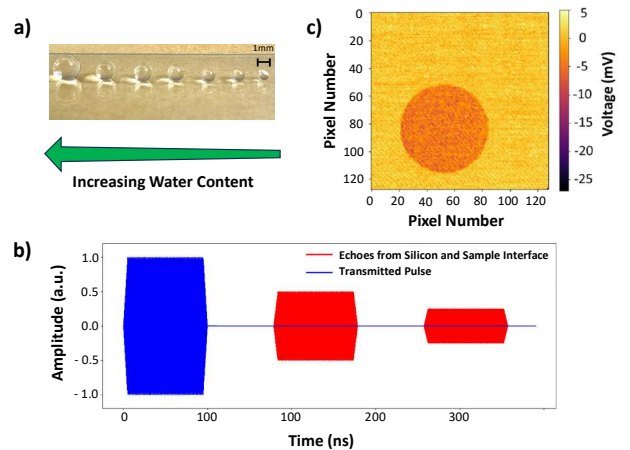 a)
1mm
Increasing Water Content
c)
0
20
40
60
80
100
120
0 20 40 60 80 100 120
Pixel Number
Pixel Number
5
0
-5
-10
-15
-20
-25
Voltage (mV)
b)
Echoes from Silicon and Sample Interface
Transmitted Pulse
1.0
0.5
0.0
- 0.5
- 1.0
Amplitude (a.u.)
0 100 100 200 300
Time (ns)